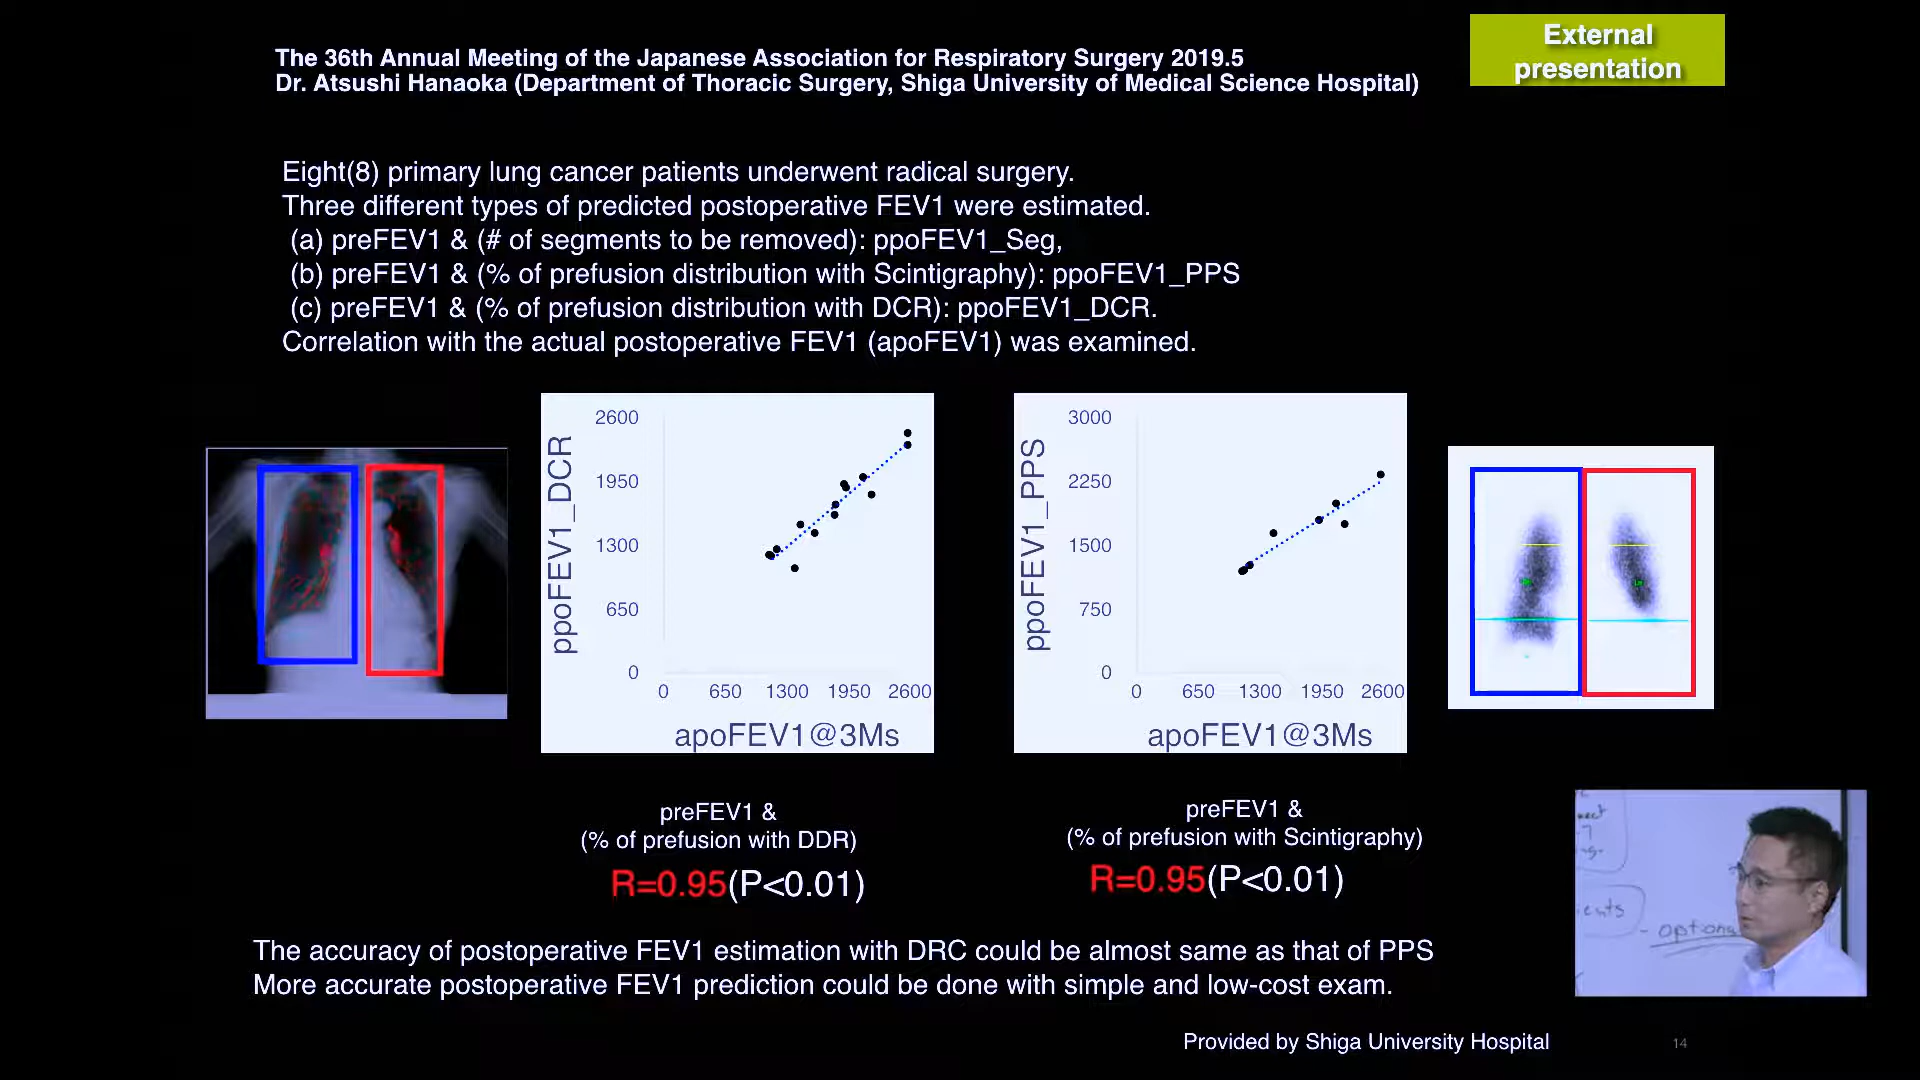 The 36th Annual Meeting of the Japanese Association for Respiratory Surgery 2019.5
Dr. Atsushi Hanaoka (Department of Thoracic Surgery, Shiga University of Medical Science Hospital)
External
presentation
Eight(8) primary lung cancer patients underwent radical surgery.
Three different types of predicted postoperative FEV1 were estimated.
(a) preFEV1 & (# of segments to be removed): ppoFEV1_Seg,
(b) preFEV1 & (% of prefusion distribution with Scintigraphy): ppoFEV1_PPS
(c) preFEV1 & (% of prefusion distribution with DCR): ppoFEV1_DCR.
Correlation with the actual postoperative FEV1 (apoFEV1) was examined.
ppoFEV1_DCR
2600
1950
1300
650
0
0 650 1300 1950 2600
apoFEV1@3Ms
ppoFEV1_PPS
3000
2250
1500
750
0
0 650 1300 1950 2600
apoFEV1@3Ms
preFEV1 &
(% of prefusion with DDR)
R=0.95(P<0.01)
preFEV1 &
(% of prefusion with Scintigraphy)
R=0.95(P<0.01)
The accuracy of postoperative FEV1 estimation with DRC could be almost same as that of PPS
More accurate postoperative FEV1 prediction could be done with simple and low-cost exam.
Provided by Shiga University Hospital
14